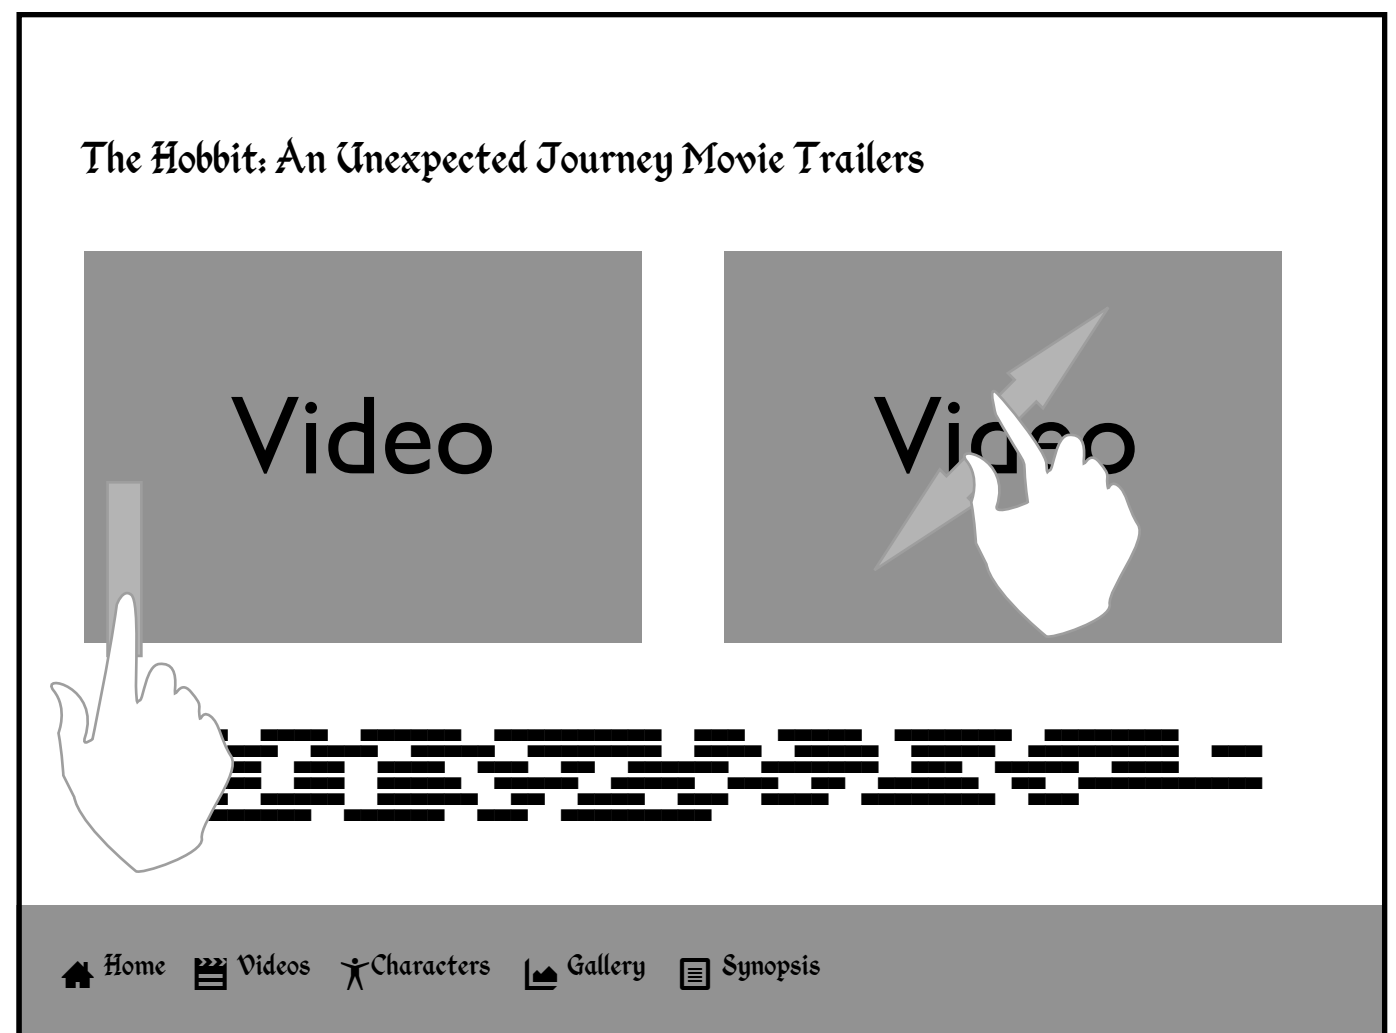 The Hobbit: An Unexpected Journey Movie Trailers
Video
Video
Home Videos Characters Gallery Synopsis